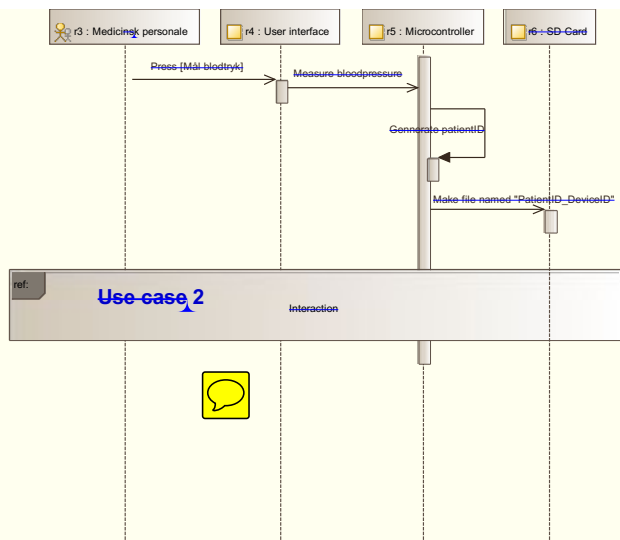 r3 : Medicinsk personale
r4 : User interface
r5 : Microcontroller
r6 : SD Card
Press [Mål blodtryk]
Measure bloodpressure
Gennerate patientID
Make file named "PatientID_DeviceID"
ref:
Use case 2
Interaction